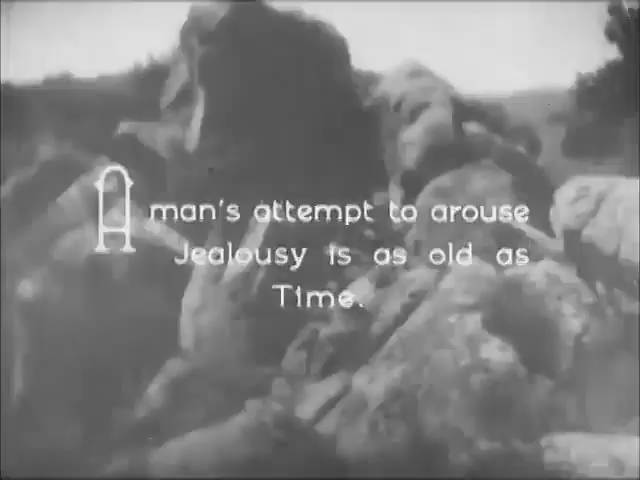 A man's attempt to arouse
Jealousy is as old as
Time.